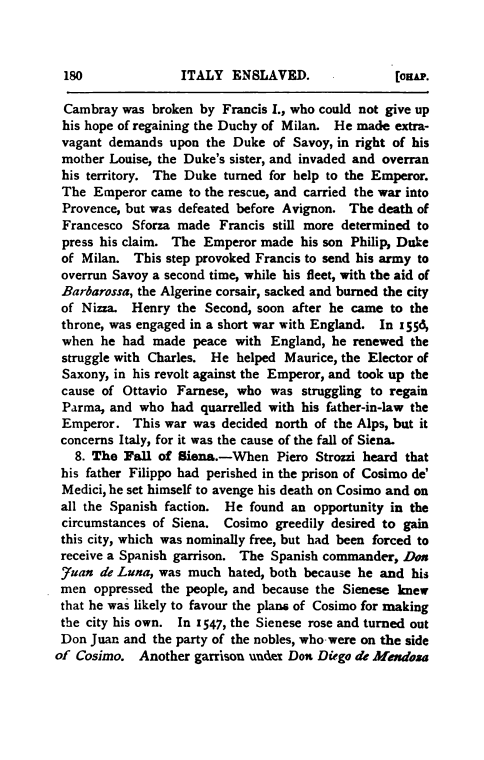 180 ITALY ENSLAVED. [CHAP.
Cambray was broken by Francis I., who could not give up
his hope of regaining the Duchy of Milan. He made extra-
vagant demands upon the Duke of Savoy, in right of his
mother Louise, the Duke's sister, and invaded and overran
his territory. The Duke turned for help to the Emperor.
The Emperor came to the rescue, and carried the war into
Provence, but was defeated before Avignon. The death of
Francesco Sforza made Francis still more determined to
press his claim. The Emperor made his son Philip, Duke
of Milan. This step provoked Francis to send his army to
overrun Savoy a second time, while his fleet, with the aid of
Barbarossa, the Algerine corsair, sacked and burned the city
of Nizza. Henry the Second, soon after he came to the
throne, was engaged in a short war with England. In
when he had made peace with England, he renewed the
struggle with Charles. He helped Maurice, the Elector of
Saxony, in his revolt against the Emperor, and took up the
cause of Ottavio Farnese, who was struggling to regain
Parma, and who had quarrelled with his father-in-law the
Emperor. This war was decided north of the Alps, but it
concerns Italy, for it was the cause of the fall of Siena.
8. The Fall of Siena.—When Piero Strozzi heard that
his father Filippo had perished in the prison of Cosimo de'
Medici, he set himself to avenge his death on Cosimo and on
all the Spanish faction. He found an opportunity in the
circumstances of Siena. Cosimo greedily desired to gain
this city, which was nominally free, but had been forced to
receive a Spanish garrison. The Spanish commander, Don
Juan de Luna, was much hated, both because he and his
men oppressed the people, and because the Sienese knew
that he was likely to favour the plans of Cosimo for making
the city his own. In 1547, the Sienese rose and turned out
Don Juan and the party of the nobles, who were on the side
of Cosimo. Another garrison under Don Diego de Mendoza